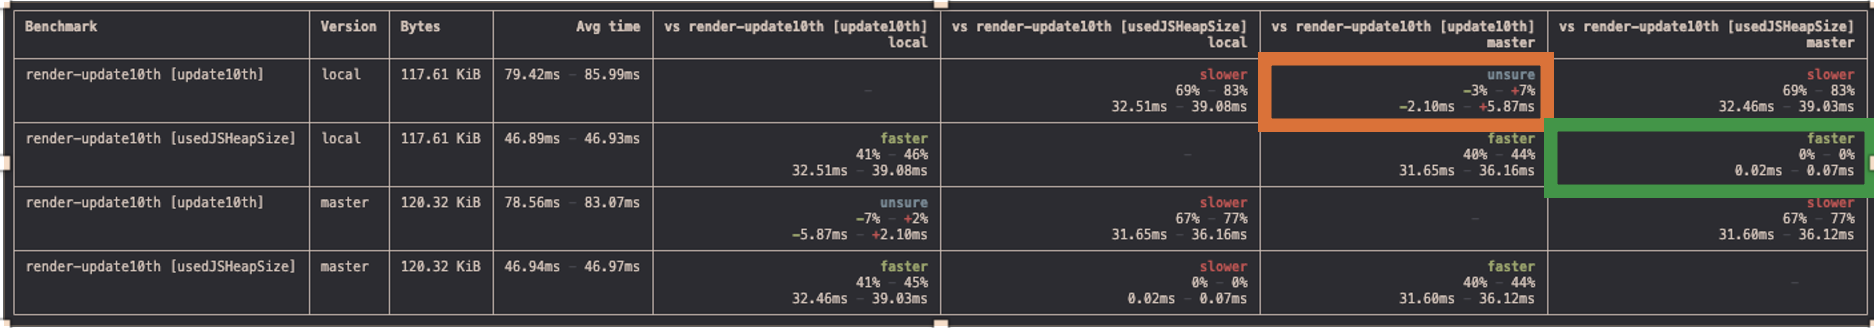 Benchmark Version Bytes Avg time vs render-update10th [update10th] vs render-update10th [usedJSHeapSize] vs render-update10th [update10th] vs render-update10th [usedJSHeapSize]
local local master master
render-update10th [update10th] local 117.61 KiB 79.42ms - 85.99ms - slower unsure slower
69% - 83% -3% - +7% 69% - 83%
32.51ms - 39.08ms -2.10ms - +5.87ms 32.46ms - 39.03ms
render-update10th [usedJSHeapSize] local 117.61 KiB 46.89ms - 46.93ms faster - faster faster
41% - 46% 40% - 44% 0% - 0%
32.51ms - 39.08ms 31.65ms - 36.16ms 0.02ms - 0.07ms
render-update10th [update10th] master 120.32 KiB 78.56ms - 83.07ms unsure slower - slower
-7% - +2% 67% - 77% 67% - 77%
-5.87ms - +2.10ms 31.65ms - 36.16ms 31.60ms - 36.12ms
render-update10th [usedJSHeapSize] master 120.32 KiB 46.94ms - 46.97ms faster slower faster -
41% - 45% 0% - 0% 40% - 44%
32.46ms - 39.03ms 0.02ms - 0.07ms 31.60ms - 36.12ms